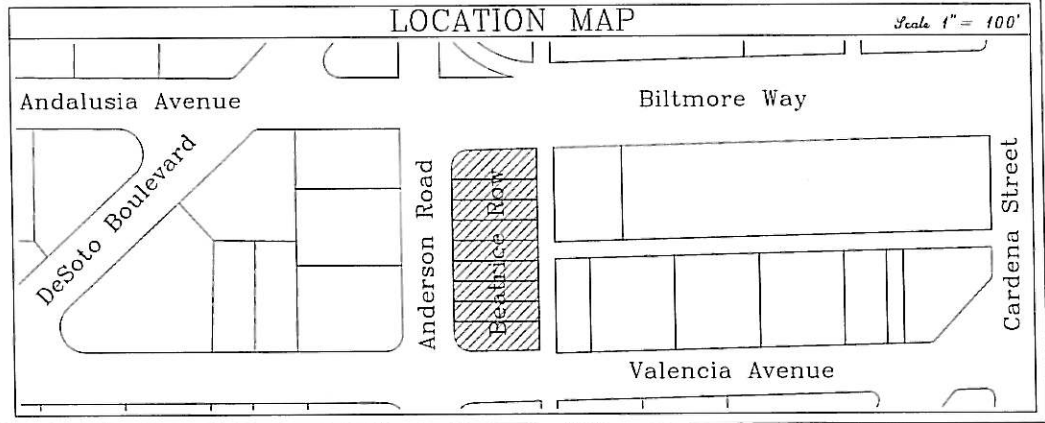 LOCATION MAP
Scale 1" = 100'
Andalusia Avenue
Biltmore Way
DeSoto Boulevard
Anderson Road
Beatrice Row
Cardena Street
Valencia Avenue